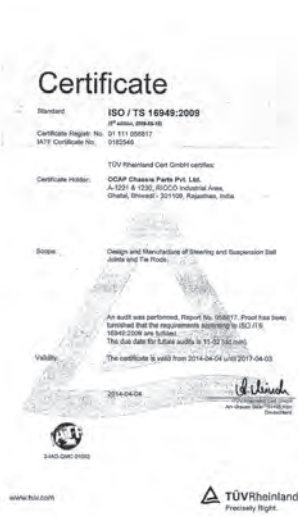 Certificate
Standard ISO / TS 16949:2009
Certificate Registr. No. 01 111 056817
IATF Certificate No. 0182548
TÜV Rheinland Cert GmbH certifies:
Certificate Holder: OCAP Chassis Parts Pvt. Ltd.
A-1221 & 1230, RIICO Industrial Area,
Ghatal, Bhiwadi - 301109, Rajasthan, India
Scope: Design and Manufacture of Steering and Suspension Ball
Joints and Tie Rods.
An audit was performed, Report No. 056817. Proof has been
furnished that the requirements according to ISO /TS
16949:2009 are fulfilled.
The due date for future audits is
Validity: The certificate is valid from 2014-04-04 until 2017-04-03
2014-04-04
www.tuv.com
TÜVRheinland
Precisely Right.